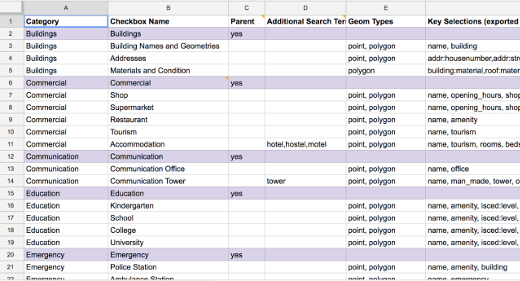 A B C D E
1 Category Checkbox Name Parent Additional Search Geom Types Key Selections (exported
2 Buildings Buildings yes
3 Buildings Building Names and Geometries point, polygon name, building
4 Buildings Addresses point, polygon addr:housenumber,addr:str
5 Buildings Materials and Condition polygon building:material,roof:mater
6 Commercial Commercial yes
7 Commercial Shop point, polygon name, opening_hours, shop
8 Commercial Supermarket point, polygon name, opening_hours, shop
9 Commercial Restaurant point, polygon name, amenity
10 Commercial Tourism point, polygon name, tourism
11 Commercial Accommodation hotel,hostel,motel point, polygon name, tourism, rooms, beds
12 Communication Communication yes
13 Communication Communication Office point, polygon name, office
14 Communication Communication Tower tower point, polygon name, man_made, tower, c
15 Education Education yes
16 Education Kindergarten point, polygon name, amenity, isced:level,
17 Education School point, polygon name, amenity, isced:level,
18 Education College point, polygon name, amenity, isced:level,
19 Education University point, polygon name, amenity, isced:level,
20 Emergency Emergency yes
21 Emergency Police Station point, polygon name, amenity, building
22 Emergency Ambulance Station point, polygon name, emergency